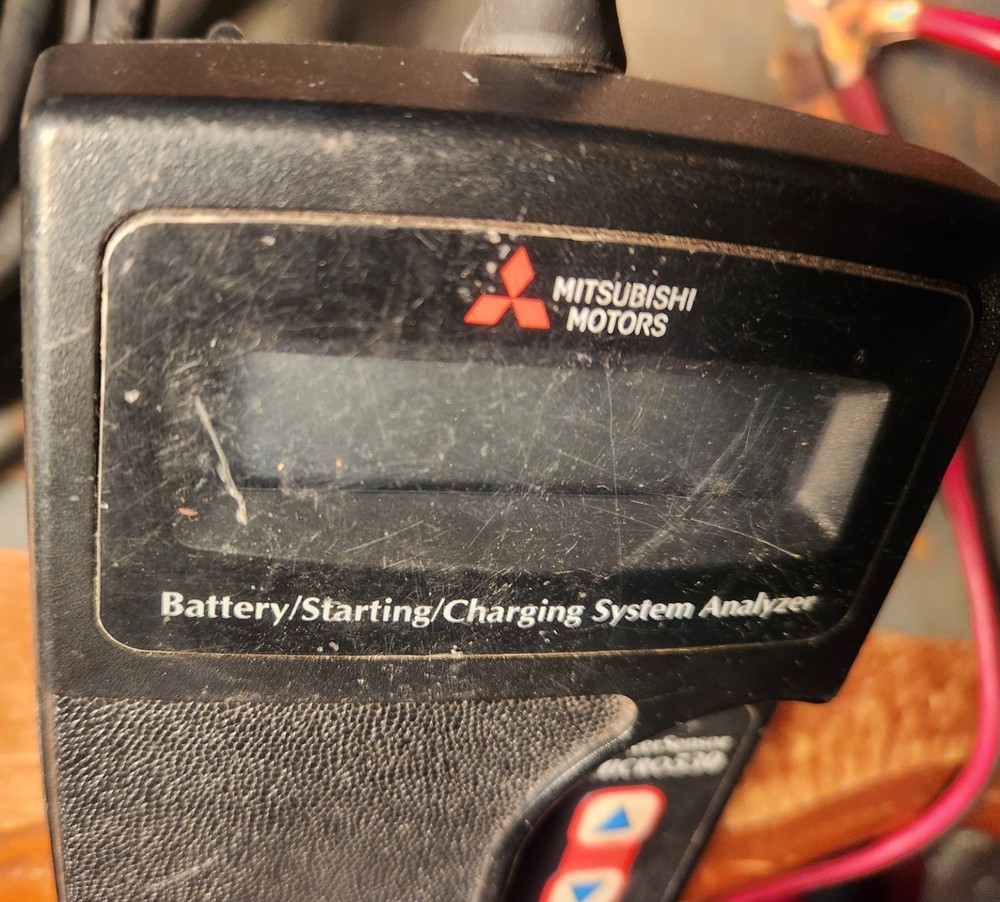 MITSUBISHI
MOTORS
Battery/Starting/Charging System Analyzer